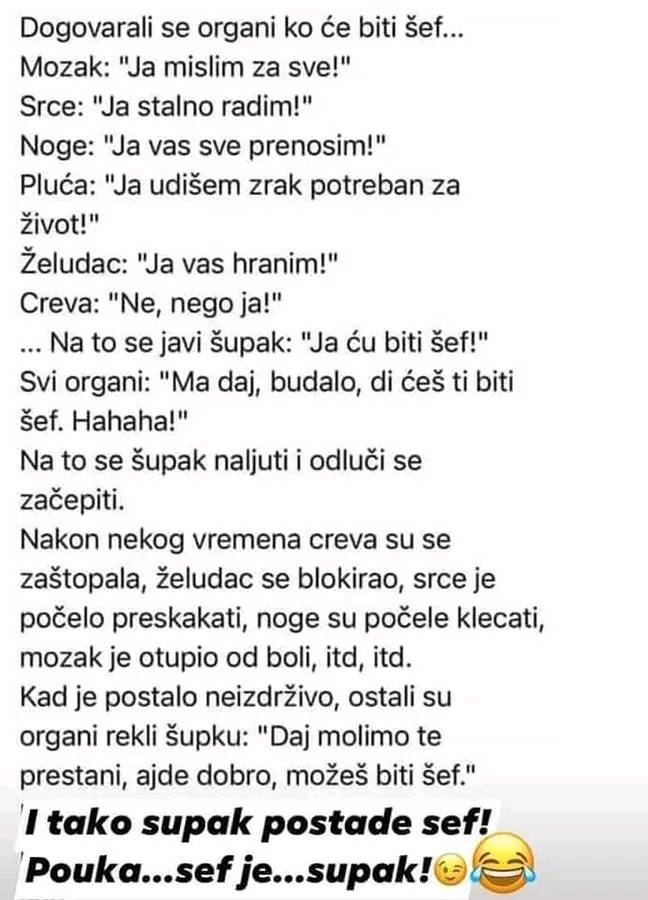 Dogovarali se organi ko će biti šef...
Mozak: "Ja mislim za sve!"
Srce: "Ja stalno radim!"
Noge: "Ja vas sve prenosim!"
Pluća: "Ja udišem zrak potreban za
život!"
Želudac: "Ja vas hranim!"
Creva: "Ne, nego ja!"
... Na to se javi šupak: "Ja ću biti šef!"
Svi organi: "Ma daj, budalo, di ćeš ti biti
šef. Hahaha!"
Na to se šupak naljuti i odluči se
začepiti.
Nakon nekog vremena creva su se
zaštopala, želudac se blokirao, srce je
počelo preskakati, noge su počele klecati,
mozak je otupio od boli, itd, itd.
Kad je postalo neizdrživo, ostali su
organi rekli šupku: "Daj molimo te
prestani, ajde dobro, možeš biti šef."
I tako supak postade sef!
Pouka...sef je...supak!😉😂